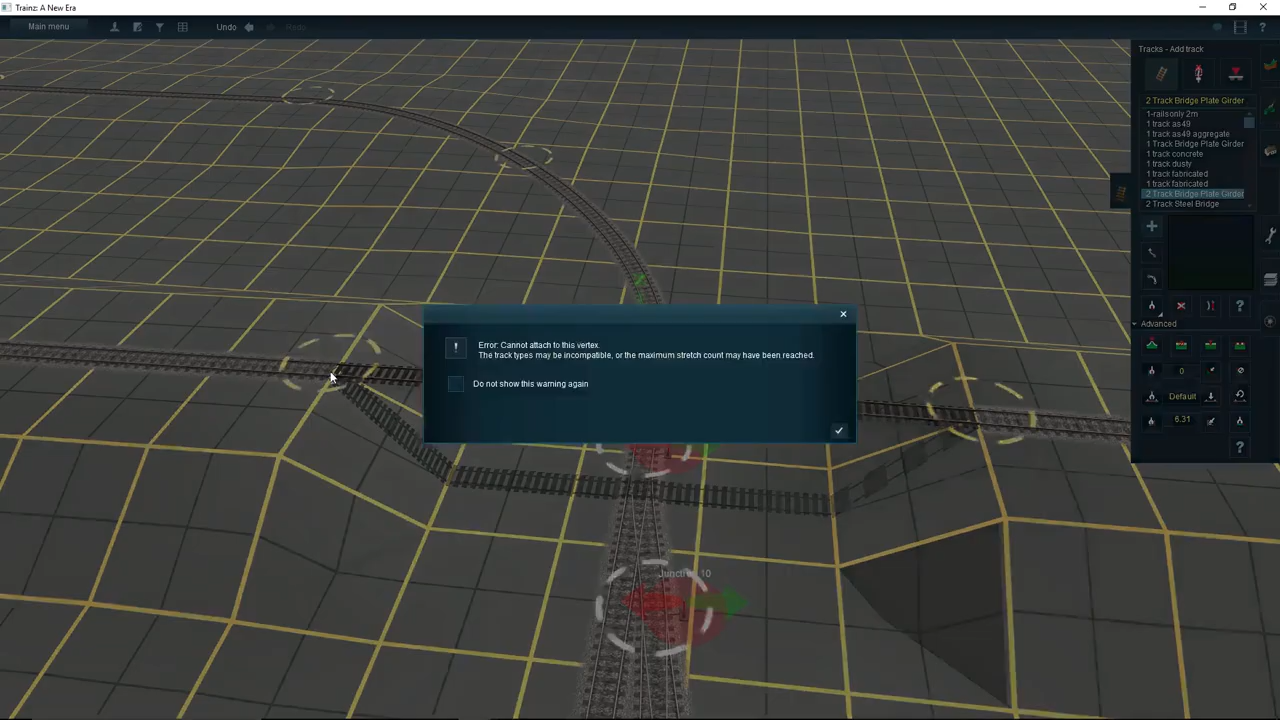 Trainz: A New Era
Main menu
Undo
Redo
Tracks - Add track
2 Track Bridge Plate Girder
1-rails only 2m
1 track as49
1 track as49 aggregate
1 Track Bridge Plate Girder
1 track concrete
1 track dusty
1 track fabricated
1 track fabricated
2 Track Bridge Plate Girder
2 Track Steel Bridge
Advanced
0
Default
6.31
Error: Cannot attach to this vertex.
The track types may be incompatible, or the maximum stretch count may have been reached.
Do not show this warning again